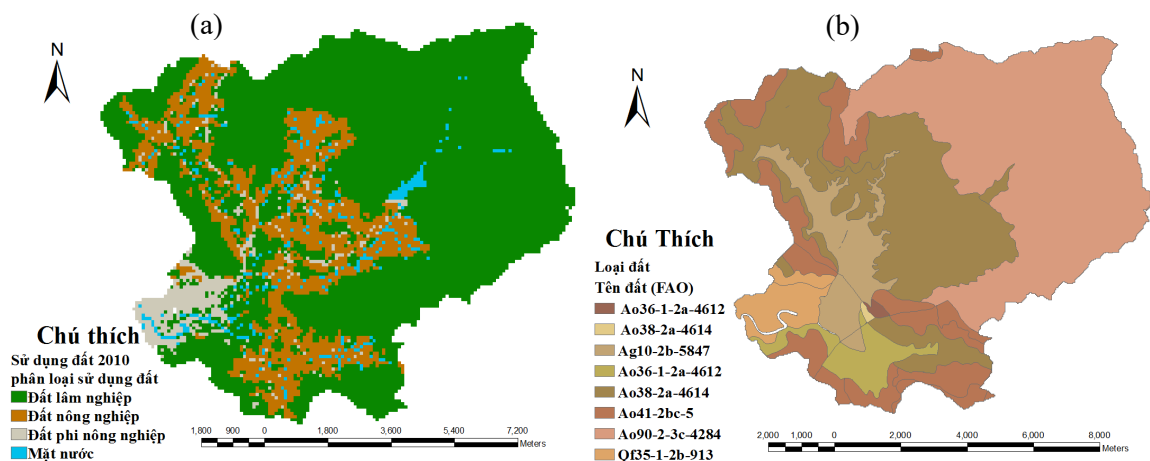 (a)
N
Chú thích
Sử dụng đất 2010
phân loại sử dụng đất
Đất lâm nghiệp
Đất nông nghiệp
Đất phi nông nghiệp
Mặt nước
1,800 900 0 1,800 3,600 5,400 7,200
Meters
(b)
N
Chú Thích
Loại đất
Tên đất (FAO)
Ao36-1-2a-4612
Ao38-2a-4614
Ag10-2b-5847
Ao36-1-2a-4612
Ao38-2a-4614
Ao41-2bc-5
Ao90-2-3c-4284
Qf35-1-2b-913
2,000 1,000 0 2,000 4,000 6,000 8,000
Meters